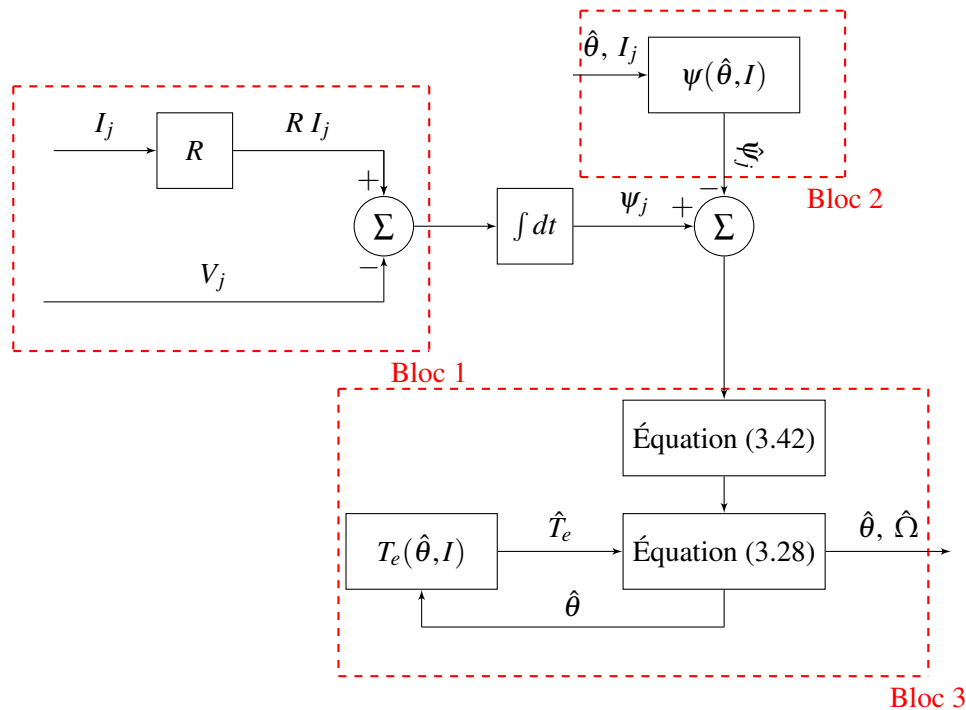 θ̂, I_j
ψ(θ̂,I)
ψ̂_j
Bloc 2
I_j
R
R I_j
+
Σ
−
V_j
Bloc 1
∫ dt
ψ_j
+
−
Σ
Équation (3.42)
T_e(θ̂,I)
T̂_e
Équation (3.28)
θ̂, Ω̂
θ̂
Bloc 3